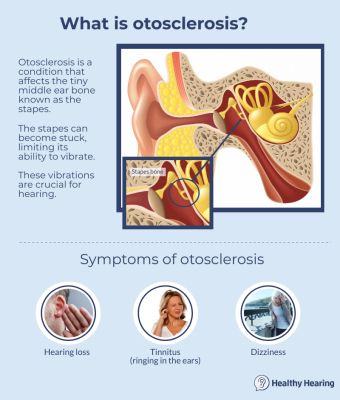 What is otosclerosis?
Otosclerosis is a
condition that
affects the tiny
middle ear bone
known as the
stapes.
The stapes can
become stuck,
limiting its
ability to vibrate.
These vibrations
are crucial for
hearing.
Stapes bone
Symptoms of otosclerosis
Hearing loss
Tinnitus
(ringing in the ears)
Dizziness
Healthy Hearing